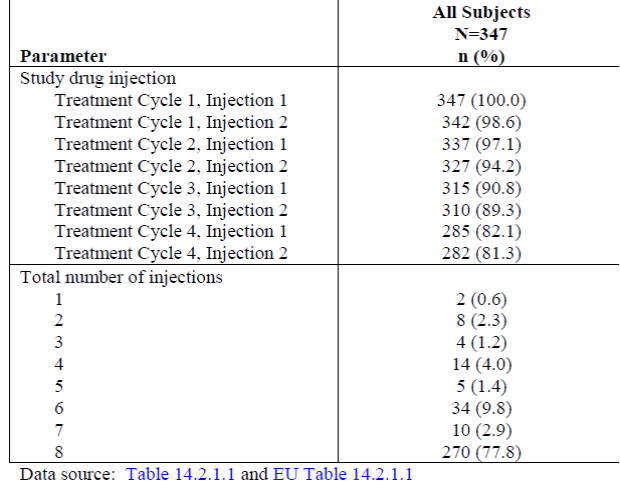 All Subjects
N=347
Parameter n (%)
Study drug injection
Treatment Cycle 1, Injection 1 347 (100.0)
Treatment Cycle 1, Injection 2 342 (98.6)
Treatment Cycle 2, Injection 1 337 (97.1)
Treatment Cycle 2, Injection 2 327 (94.2)
Treatment Cycle 3, Injection 1 315 (90.8)
Treatment Cycle 3, Injection 2 310 (89.3)
Treatment Cycle 4, Injection 1 285 (82.1)
Treatment Cycle 4, Injection 2 282 (81.3)
Total number of injections
1 2 (0.6)
2 8 (2.3)
3 4 (1.2)
4 14 (4.0)
5 5 (1.4)
6 34 (9.8)
7 10 (2.9)
8 270 (77.8)
Data source: Table 14.2.1.1 and EU Table 14.2.1.1